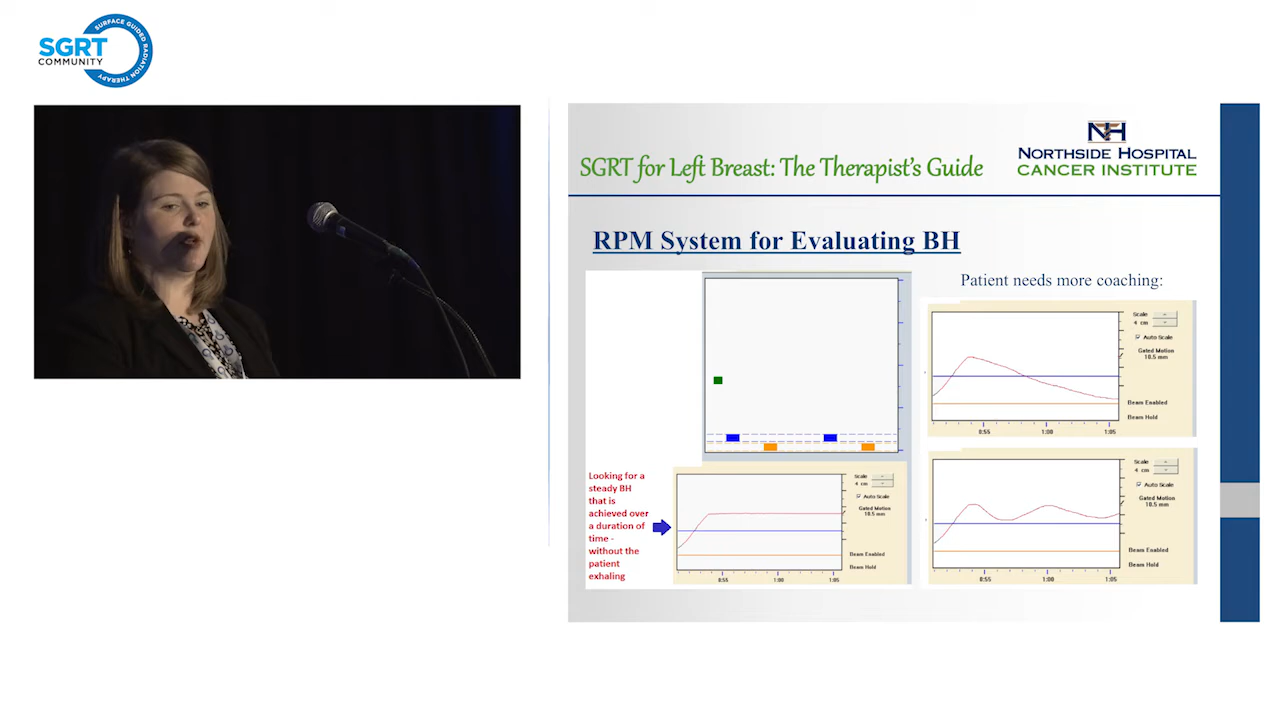 SURFACE GUIDED RADIATION THERAPY
SGRT
COMMUNITY
SGRT for Left Breast: The Therapist's Guide
NH
NORTHSIDE HOSPITAL
CANCER INSTITUTE
RPM System for Evaluating BH
Patient needs more coaching:
Scale
4 cm
Auto Scale
Gated Motion
18.5 mm
Beam Enabled
Beam Hold
8:55 1:00 1:05
Looking for a
steady BH
that is
achieved over
a duration of
time -
without the
patient
exhaling
Scale
4 cm
Auto Scale
Gated Motion
18.5 mm
Beam Enabled
Beam Hold
8:55 1:00 1:05
Scale
4 cm
Auto Scale
Gated Motion
18.5 mm
Beam Enabled
Beam Hold
8:55 1:00 1:05